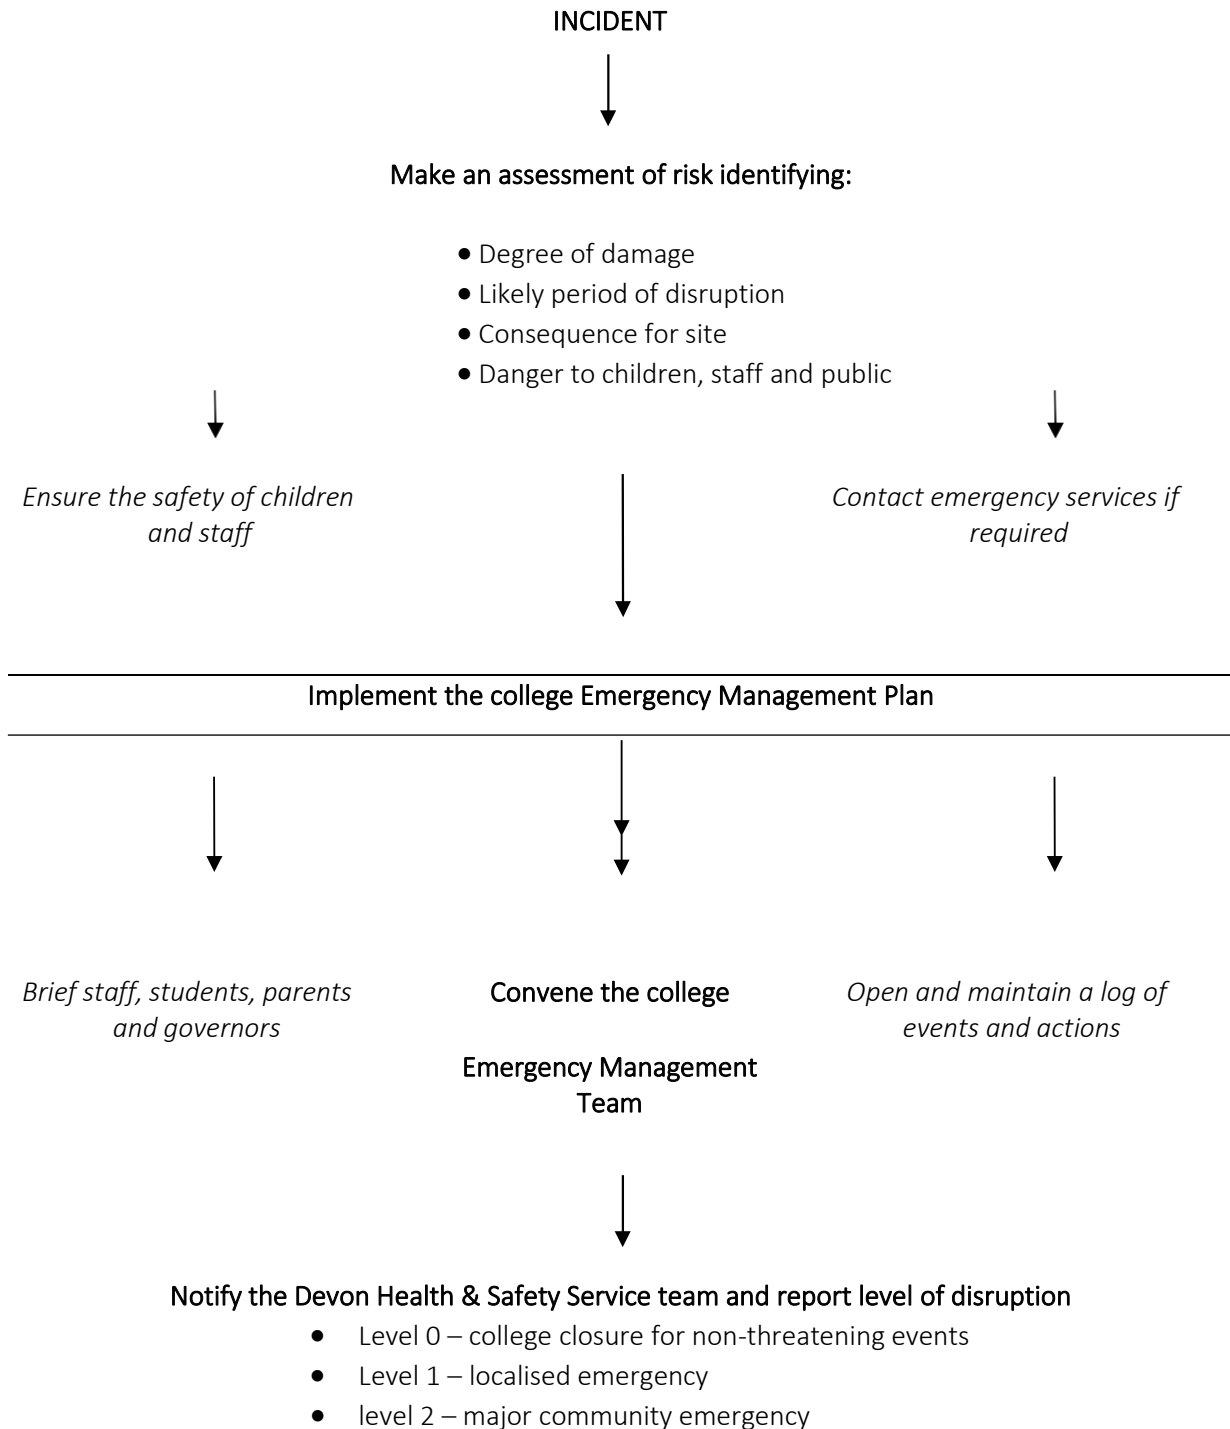 INCIDENT
Make an assessment of risk identifying:
• Degree of damage
• Likely period of disruption
• Consequence for site
• Danger to children, staff and public
Ensure the safety of children
and staff
Contact emergency services if
required
Implement the college Emergency Management Plan
Brief staff, students, parents
and governors
Convene the college
Emergency Management
Team
Open and maintain a log of
events and actions
Notify the Devon Health & Safety Service team and report level of disruption
• Level 0 – college closure for non-threatening events
• Level 1 – localised emergency
• level 2 – major community emergency